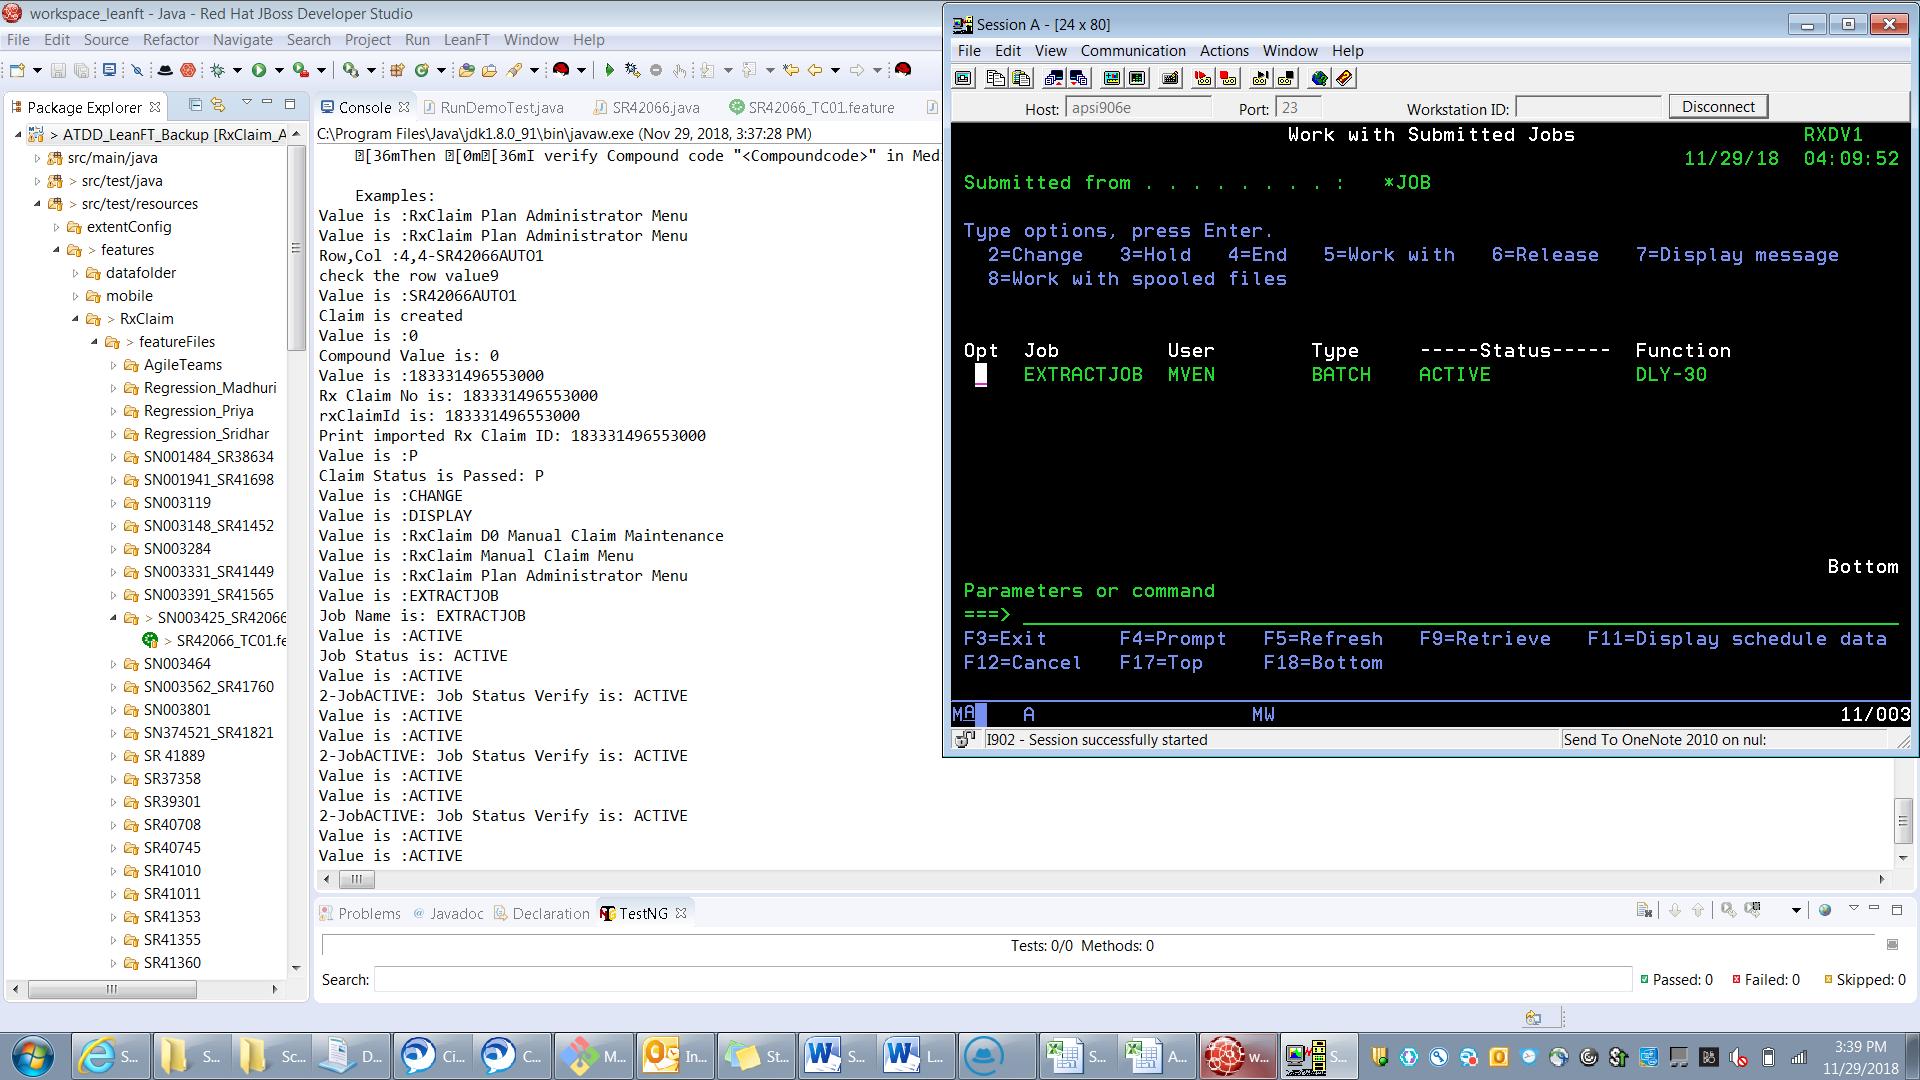 workspace_leanft - Java - Red Hat JBoss Developer Studio
File Edit Source Refactor Navigate Search Project Run LeanFT Window Help
Package Explorer
> ATDD_LeanFT_Backup [RxClaim_A
src/main/java
> src/test/java
> src/test/resources
extentConfig
> features
datafolder
mobile
> RxClaim
> featureFiles
AgileTeams
Regression_Madhuri
Regression_Priya
Regression_Sridhar
SN001484_SR38634
SN001941_SR41698
SN003119
SN003148_SR41452
SN003284
SN003331_SR41449
SN003391_SR41565
> SN003425_SR42066
> SR42066_TC01.fe
SN003464
SN003562_SR41760
SN003801
SN374521_SR41821
SR 41889
SR37358
SR39301
SR40708
SR40745
SR41010
SR41011
SR41353
SR41355
SR41360
Console RunDemoTest.java SR42066.java SR42066_TC01.feature
C:\Program Files\Java\jdk1.8.0_91\bin\javaw.exe (Nov 29, 2018, 3:37:28 PM)
[36mThen [0m[36mI verify Compound code "<Compoundcode>" in Med
Examples:
Value is :RxClaim Plan Administrator Menu
Value is :RxClaim Plan Administrator Menu
Row,Col :4,4-SR42066AUTO1
check the row value9
Value is :SR42066AUTO1
Claim is created
Value is :0
Compound Value is: 0
Value is :183331496553000
Rx Claim No is: 183331496553000
rxClaimId is: 183331496553000
Print imported Rx Claim ID: 183331496553000
Value is :P
Claim Status is Passed: P
Value is :CHANGE
Value is :DISPLAY
Value is :RxClaim D0 Manual Claim Maintenance
Value is :RxClaim Manual Claim Menu
Value is :RxClaim Plan Administrator Menu
Value is :EXTRACTJOB
Job Name is: EXTRACTJOB
Value is :ACTIVE
Job Status is: ACTIVE
Value is :ACTIVE
2-JobACTIVE: Job Status Verify is: ACTIVE
Value is :ACTIVE
Value is :ACTIVE
2-JobACTIVE: Job Status Verify is: ACTIVE
Value is :ACTIVE
Value is :ACTIVE
2-JobACTIVE: Job Status Verify is: ACTIVE
Value is :ACTIVE
Value is :ACTIVE
Problems @ Javadoc Declaration TestNG
Tests: 0/0 Methods: 0
Search:
Passed: 0 Failed: 0 Skipped: 0
Session A - [24 x 80]
File Edit View Communication Actions Window Help
Host: apsi906e Port: 23 Workstation ID: Disconnect
Work with Submitted Jobs RXDV1
11/29/18 04:09:52
Submitted from . . . . . . . . : *JOB
Type options, press Enter.
2=Change 3=Hold 4=End 5=Work with 6=Release 7=Display message
8=Work with spooled files
Opt Job User Type -----Status----- Function
EXTRACTJOB MVEN BATCH ACTIVE DLY-30
Bottom
Parameters or command
===>
F3=Exit F4=Prompt F5=Refresh F9=Retrieve F11=Display schedule data
F12=Cancel F17=Top F18=Bottom
MA A MW 11/003
I902 - Session successfully started
Send To OneNote 2010 on nul:
S... S... Sc... D... Ci... C... M... In... St... S... L... S... A... w... S...
3:39 PM
11/29/2018